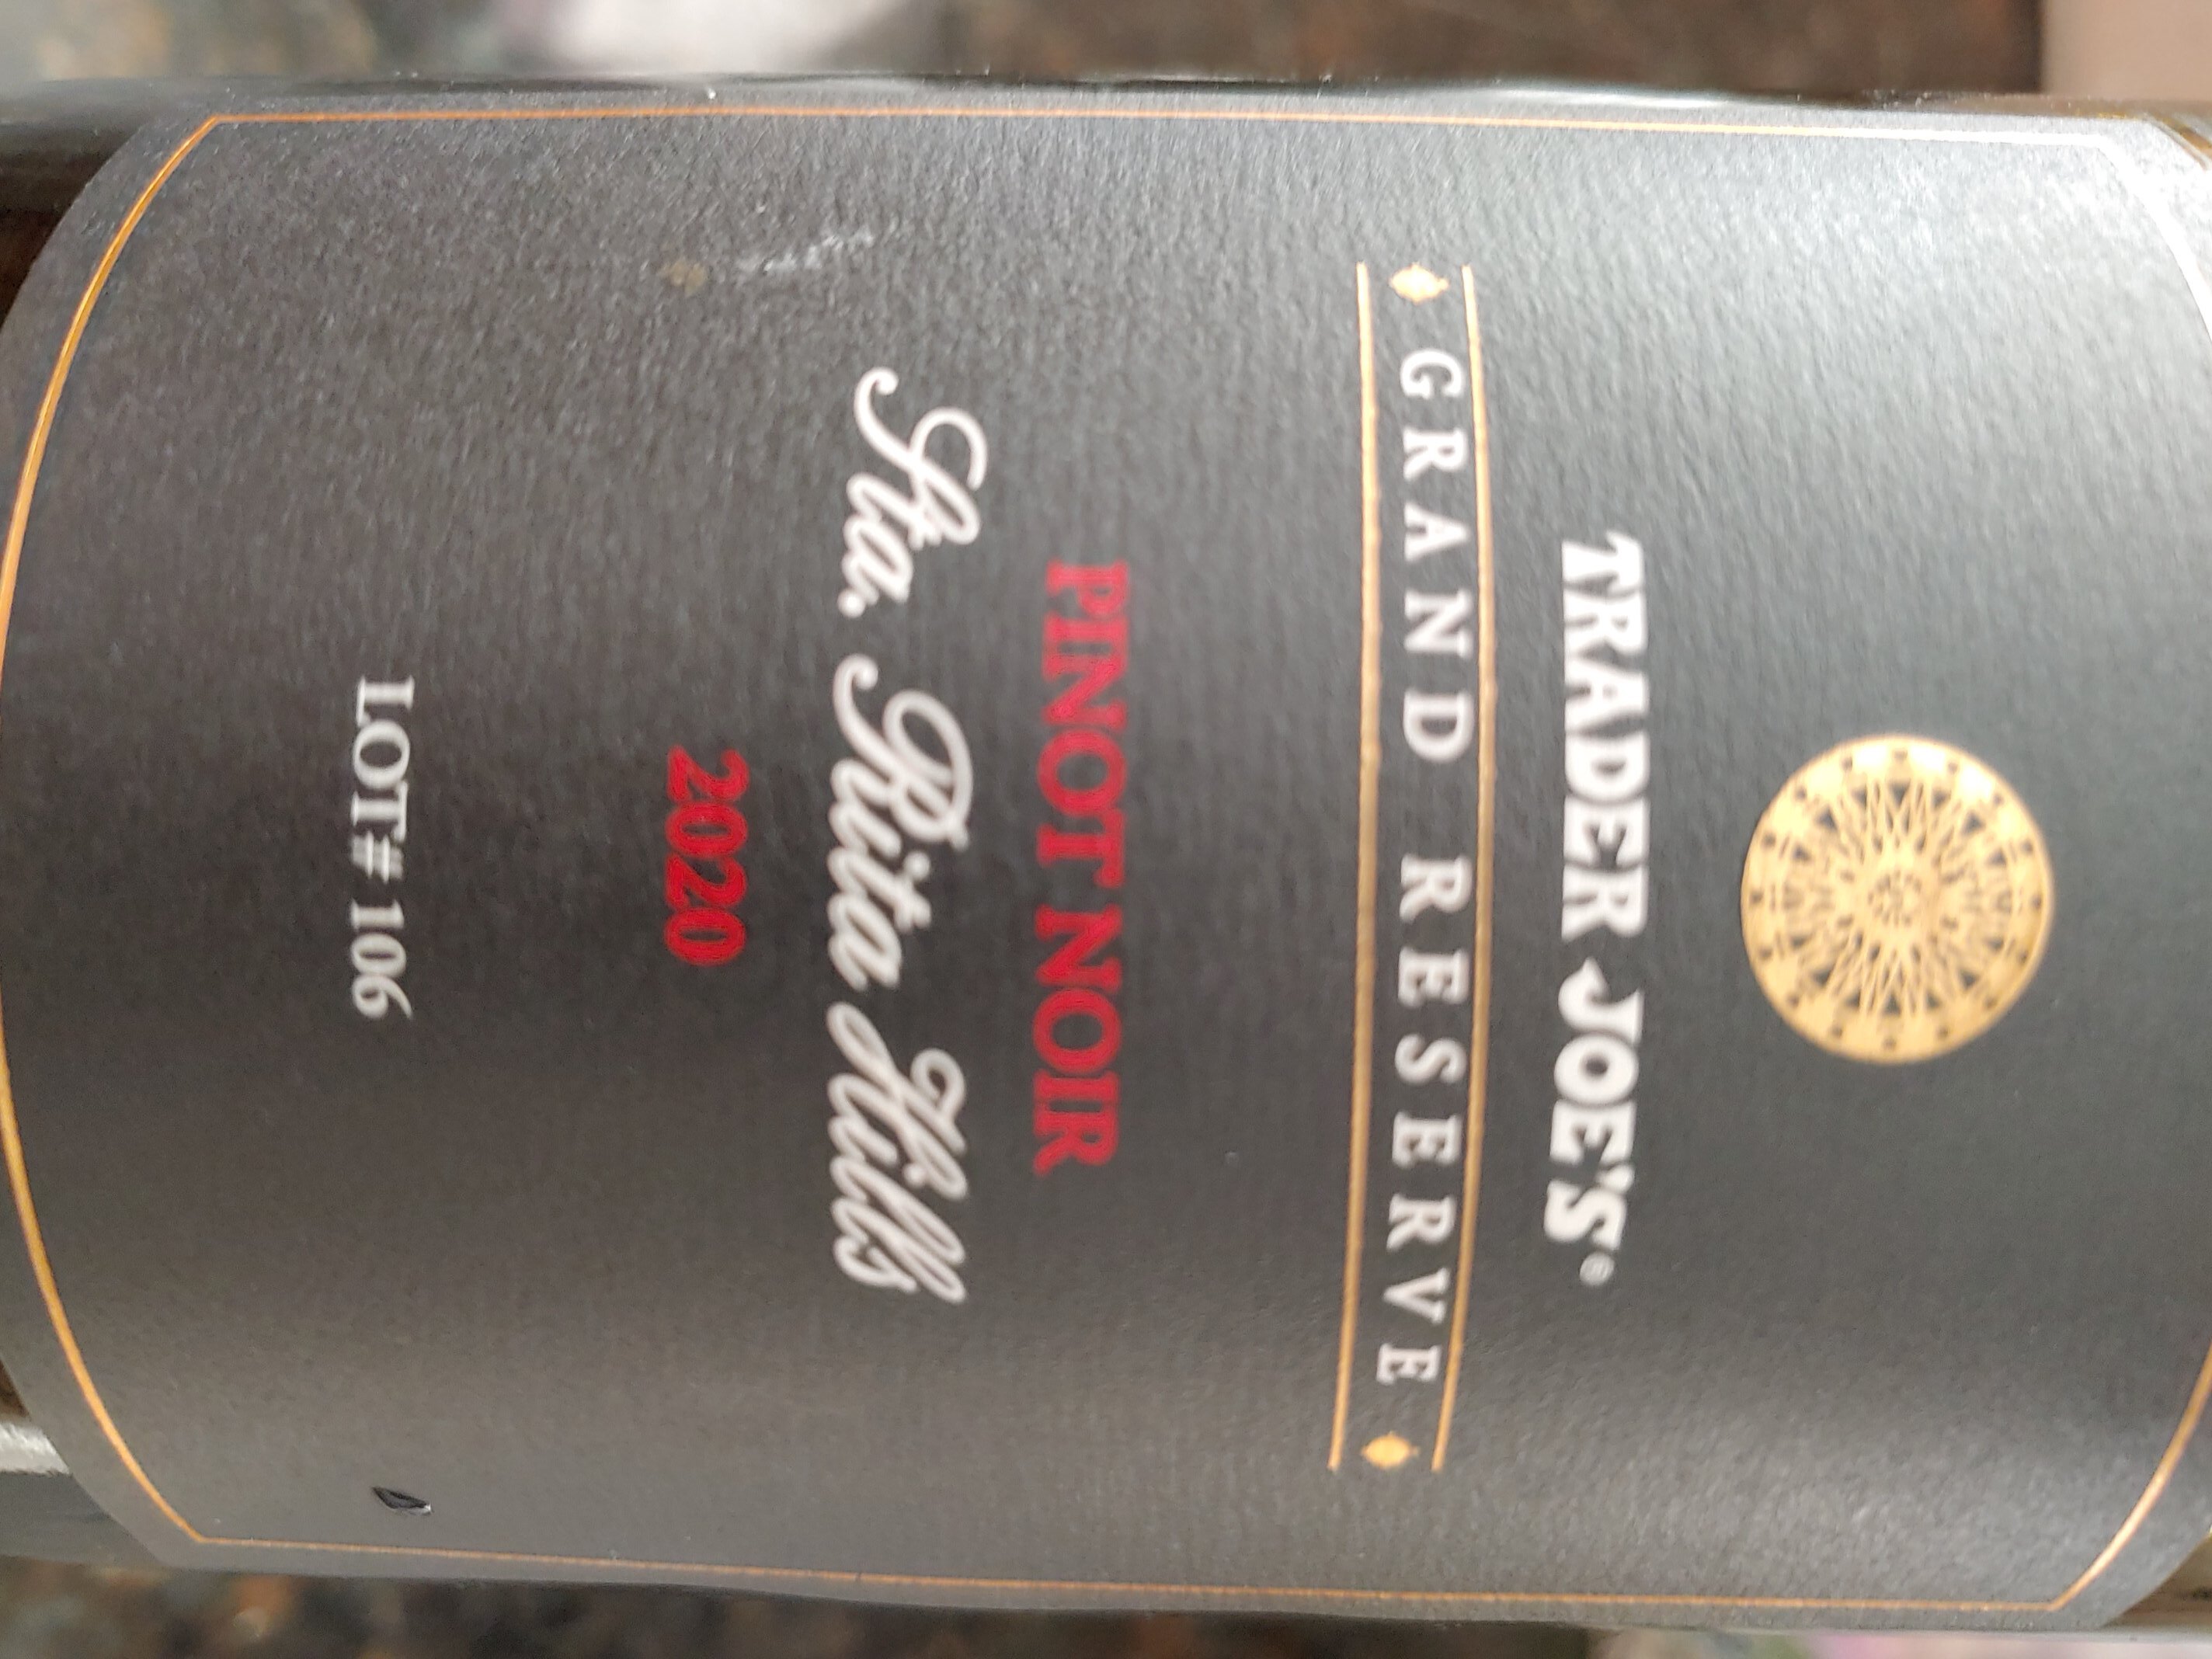 TRADER JOE'S®
GRAND RESERVE
PINOT NOIR
Sta. Rita Hills
2020
LOT# 106